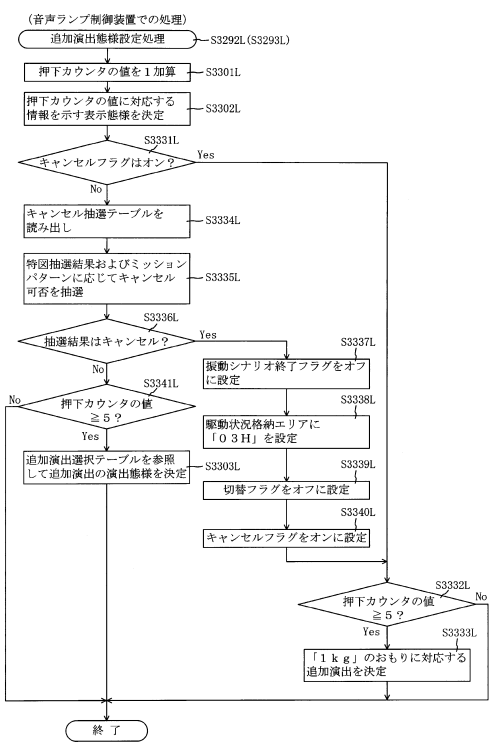 (音声ランプ制御装置での処理)
追加演出態様設定処理
S3292L(S3293L)
押下カウンタの値を1加算
S3301L
押下カウンタの値に対応する
情報を示す表示態様を決定
S3302L
S3331L
キャンセルフラグはオン?
Yes
No
キャンセル抽選テーブルを
読み出し
S3334L
特図抽選結果およびミッション
パターンに応じてキャンセル
可否を抽選
S3335L
S3336L
抽選結果はキャンセル?
Yes
No
S3337L
振動シナリオ終了フラグをオフ
に設定
S3338L
駆動状況格納エリアに
「03H」を設定
S3339L
切替フラグをオフに設定
S3340L
キャンセルフラグをオンに設定
S3341L
押下カウンタの値
≧5?
No
Yes
追加演出選択テーブルを参照
して追加演出の演出態様を決定
S3303L
S3332L
押下カウンタの値
≧5?
No
Yes
S3333L
「1kg」のおもりに対応する
追加演出を決定
終了